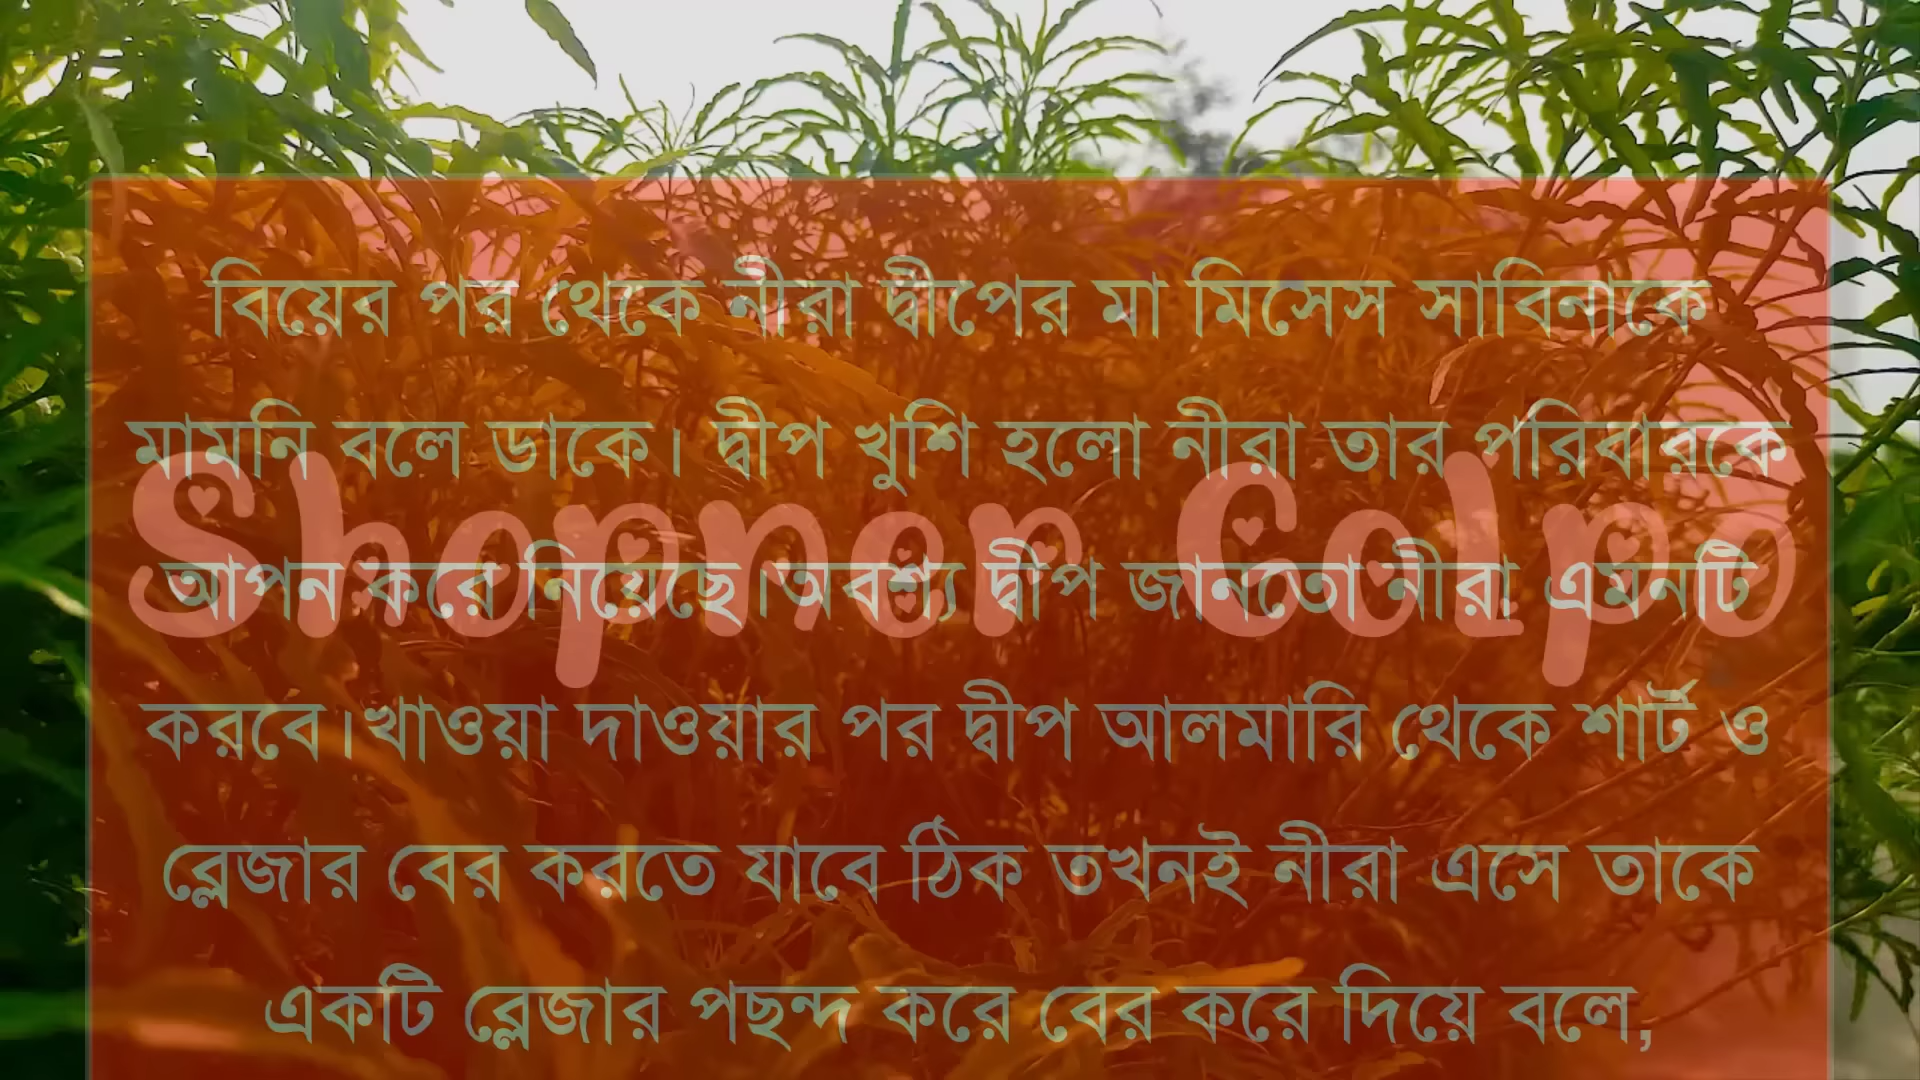 বিয়ের পর থেকে নীরা দ্বীপের মা মিসেস সাবিনাকে
মামনি বলে ডাকে। দ্বীপ খুশি হলো নীরা তার পরিবারকে
Shopner Golpo
আপন করে নিয়েছে।অবশ্য দ্বীপ জানতো নীরা এমনটি
করবে।খাওয়া দাওয়ার পর দ্বীপ আলমারি থেকে শার্ট ও
ব্লেজার বের করতে যাবে ঠিক তখনই নীরা এসে তাকে
একটি ব্লেজার পছন্দ করে বের করে দিয়ে বলে,